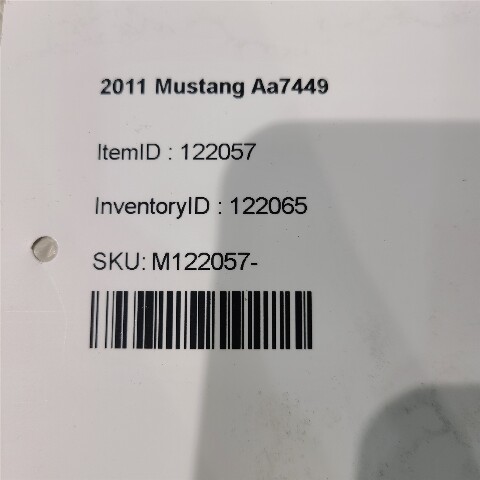 2011 Mustang Aa7449
ItemID : 122057
InventoryID : 122065
SKU: M122057-